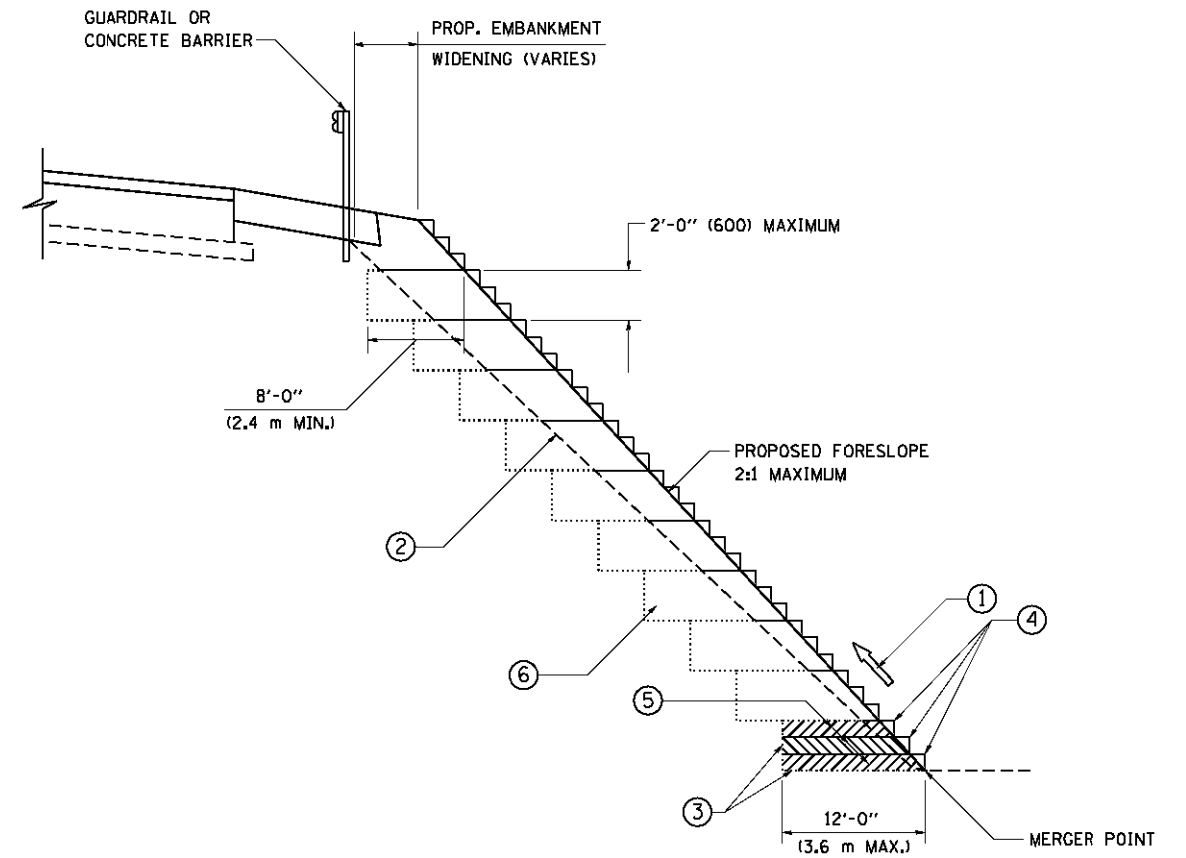 GUARDRAIL OR
CONCRETE BARRIER
PROP. EMBANKMENT
WIDENING (VARIES)
2'-0" (600) MAXIMUM
8'-0"
(2.4 m MIN.)
PROPOSED FORESLOPE
2:1 MAXIMUM
2
1
4
6
5
3
12'-0"
(3.6 m MAX.)
MERGER POINT